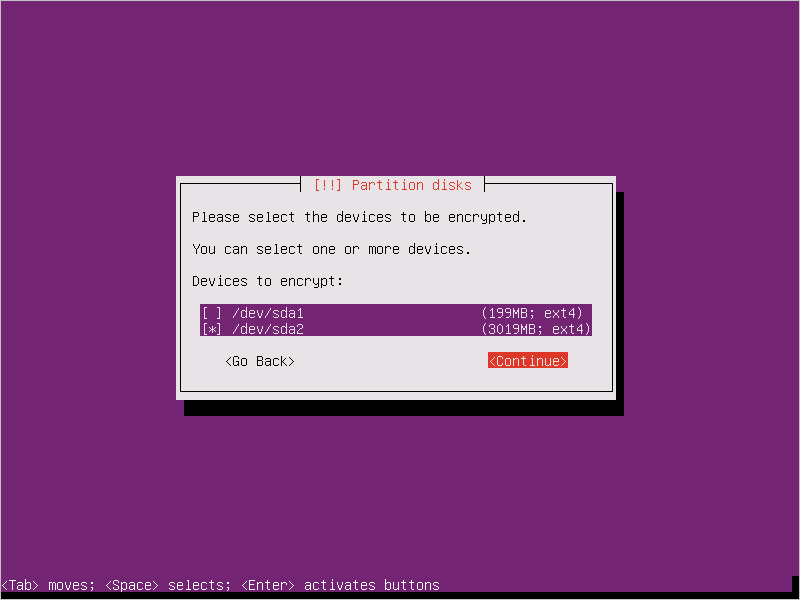 [!!] Partition disks
Please select the devices to be encrypted.
You can select one or more devices.
Devices to encrypt:
[ ] /dev/sda1 (199MB; ext4)
[*] /dev/sda2 (3019MB; ext4)
<Go Back> <Continue>
<Tab> moves; <Space> selects; <Enter> activates buttons